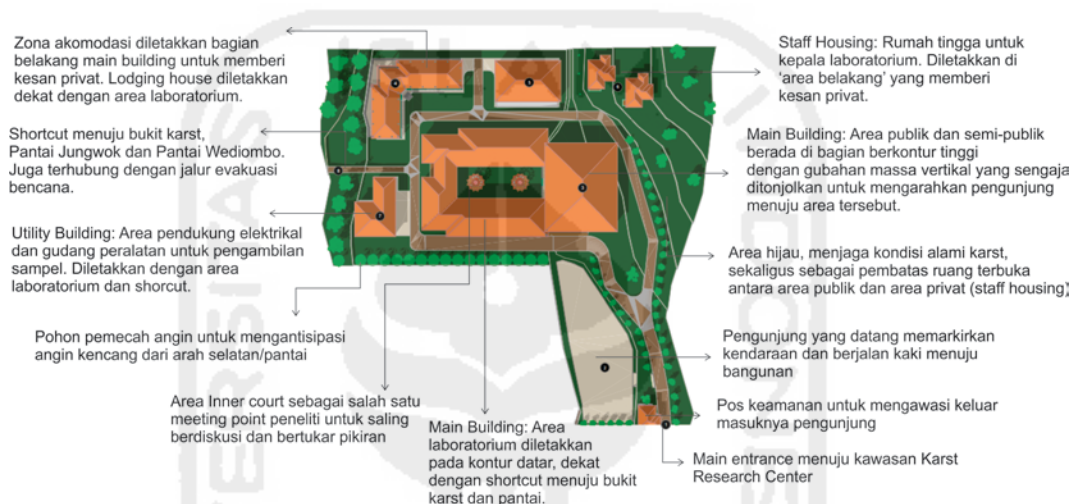 Zona akomodasi diletakkan bagian
belakang main building untuk memberi
kesan privat. Lodging house diletakkan
dekat dengan area laboratorium.
Shortcut menuju bukit karst,
Pantai Jungwok dan Pantai Wediombo.
Juga terhubung dengan jalur evakuasi
bencana.
Utility Building: Area pendukung elektrikal
dan gudang peralatan untuk pengambilan
sampel. Diletakkan dengan area
laboratorium dan shorcut.
Pohon pemecah angin untuk mengantisipasi
angin kencang dari arah selatan/pantai
Area Inner court sebagai salah satu
meeting point peneliti untuk saling
berdiskusi dan bertukar pikiran
Main Building: Area
laboratorium diletakkan
pada kontur datar, dekat
dengan shortcut menuju bukit
karst dan pantai.
Staff Housing: Rumah tingga untuk
kepala laboratorium. Diletakkan di
‘area belakang’ yang memberi
kesan privat.
Main Building: Area publik dan semi-publik
berada di bagian berkontur tinggi
dengan gubahan massa vertikal yang sengaja
ditonjolkan untuk mengarahkan pengunjung
menuju area tersebut.
Area hijau, menjaga kondisi alami karst,
sekaligus sebagai pembatas ruang terbuka
antara area publik dan area privat (staff housing)
Pengunjung yang datang memarkirkan
kendaraan dan berjalan kaki menuju
bangunan
Pos keamanan untuk mengawasi keluar
masuknya pengunjung
Main entrance menuju kawasan Karst
Research Center